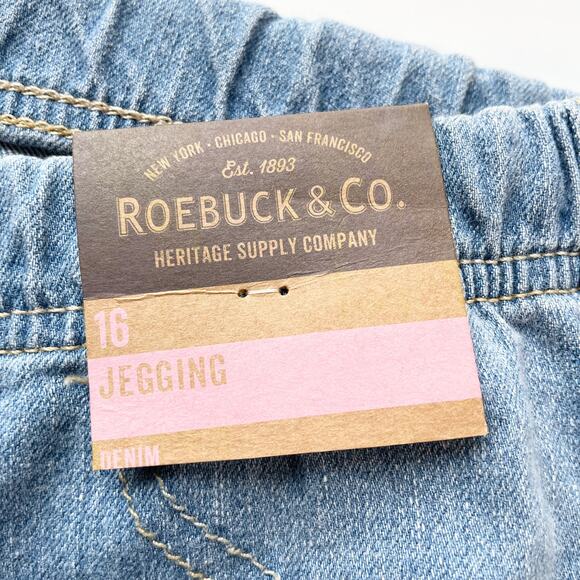 NEW YORK · CHICAGO · SAN FRANCISCO
Est. 1893
ROEBUCK & CO.
HERITAGE SUPPLY COMPANY
16
JEGGING
DENIM